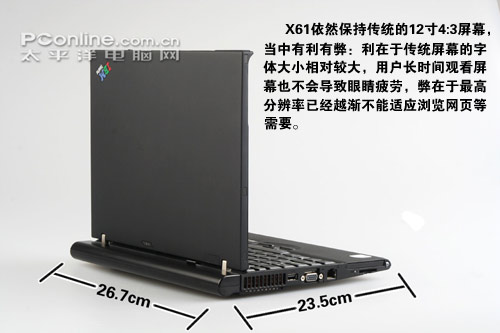 PConline.com.cn
太平洋电脑网
X61依然保持传统的12寸4:3屏幕，
当中有利有弊：利在于传统屏幕的字
体大小相对较大，用户长时间观看屏
幕也不会导致眼睛疲劳，弊在于最高
分辨率已经越渐不能适应浏览网页等
需要。
26.7cm
23.5cm